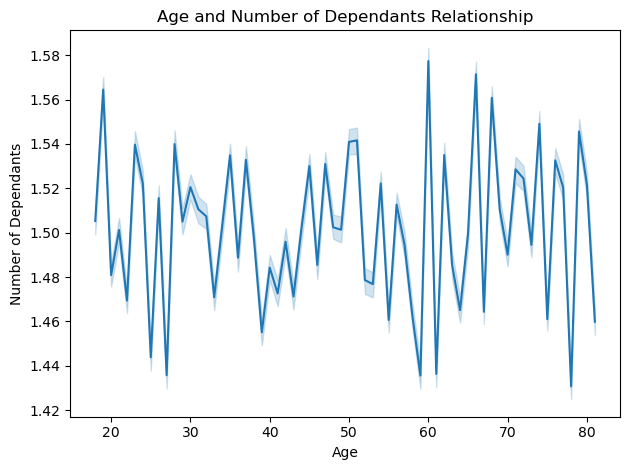 Age and Number of Dependants Relationship
Number of Dependants
1.58
1.56
1.54
1.52
1.50
1.48
1.46
1.44
1.42
20 30 40 50 60 70 80
Age